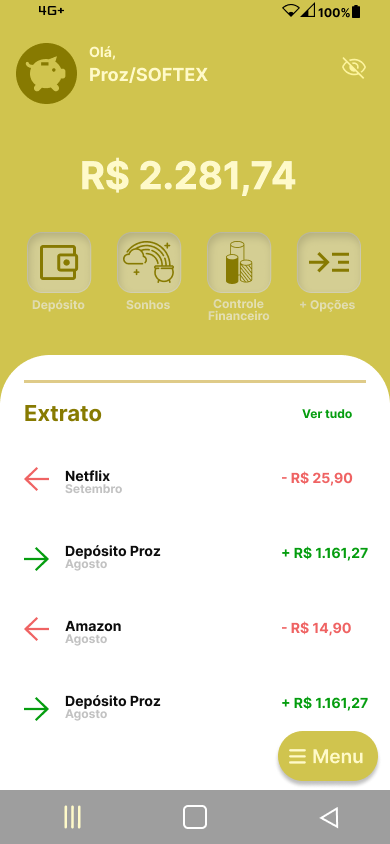 4G+
100%
Olá,
Proz/SOFTEX
R$ 2.281,74
Depósito
Sonhos
Controle
Financeiro
+ Opções
Extrato
Ver tudo
Netflix
- R$ 25,90
Setembro
Depósito Proz
+ R$ 1.161,27
Agosto
Amazon
- R$ 14,90
Agosto
Depósito Proz
+ R$ 1.161,27
Agosto
Menu